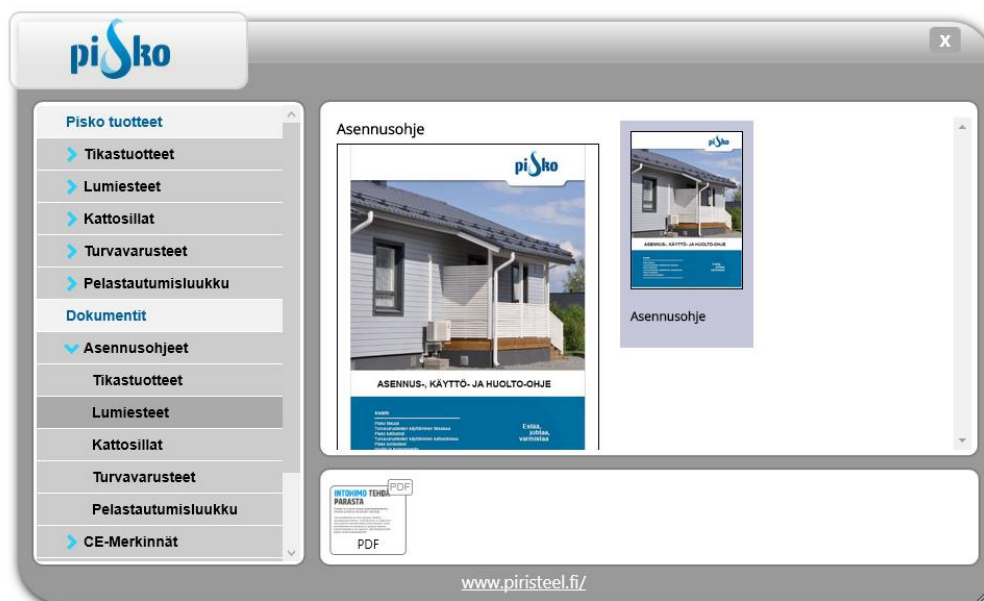 pisko
X
Pisko tuotteet
Tikastuotteet
Lumiesteet
Kattosillat
Turvavarusteet
Pelastautumisluukku
Dokumentit
Asennusohjeet
Tikastuotteet
Lumiesteet
Kattosillat
Turvavarusteet
Pelastautumisluukku
CE-Merkinnät
Asennusohje
pisko
ASENNUS-, KÄYTTÖ- JA HUOLTO-OHJE
Estää,
johtaa,
varmistaa
pisko
ASENNUS-, KÄYTTÖ- JA HUOLTO-OHJE
Asennusohje
PDF
INTOHIMO TEHDÄ
PARASTA
PDF
www.piristeel.fi/